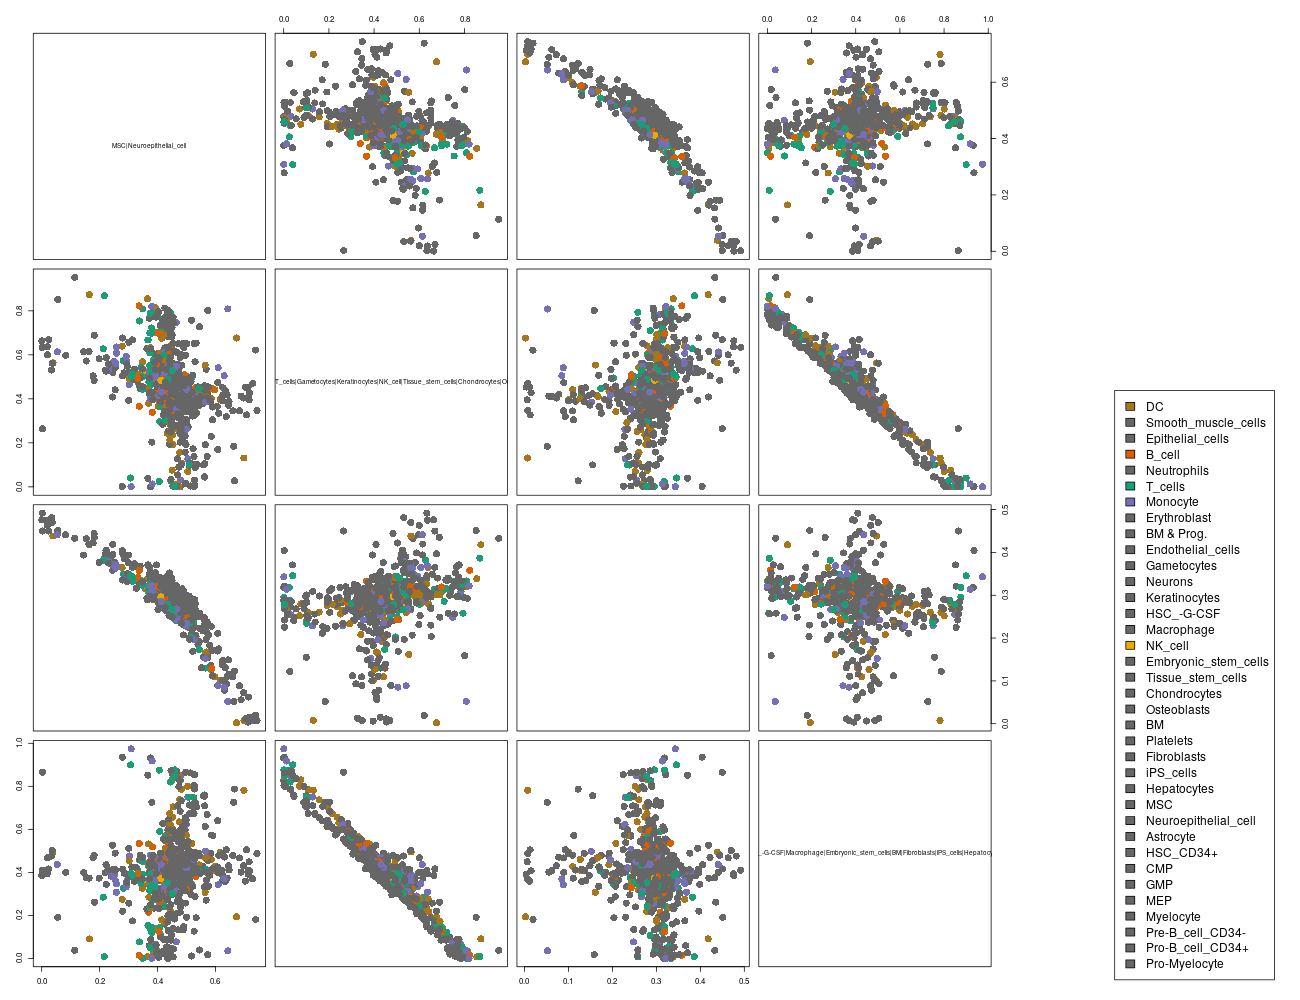 0.0 0.2 0.4 0.6 0.8
0.0 0.2 0.4 0.6 0.8 1.0
MSC|Neuroepithelial_cell
0.6
0.4
0.2
0.0
0.8
0.6
0.4
0.2
0.0
T_cells|Gametocytes|Keratinocytes|NK_cell|Tissue_stem_cells|Chondrocytes|O
0.5
0.4
0.3
0.2
0.1
0.0
1.0
0.8
0.6
0.4
0.2
0.0
_-G-CSF|Macrophage|Embryonic_stem_cells|BM|Fibroblasts|iPS_cells|Hepatocy
0.0 0.2 0.4 0.6
0.0 0.1 0.2 0.3 0.4 0.5
DC
Smooth_muscle_cells
Epithelial_cells
B_cell
Neutrophils
T_cells
Monocyte
Erythroblast
BM & Prog.
Endothelial_cells
Gametocytes
Neurons
Keratinocytes
HSC_-G-CSF
Macrophage
NK_cell
Embryonic_stem_cells
Tissue_stem_cells
Chondrocytes
Osteoblasts
BM
Platelets
Fibroblasts
iPS_cells
Hepatocytes
MSC
Neuroepithelial_cell
Astrocyte
HSC_CD34+
CMP
GMP
MEP
Myelocyte
Pre-B_cell_CD34-
Pro-B_cell_CD34+
Pro-Myelocyte